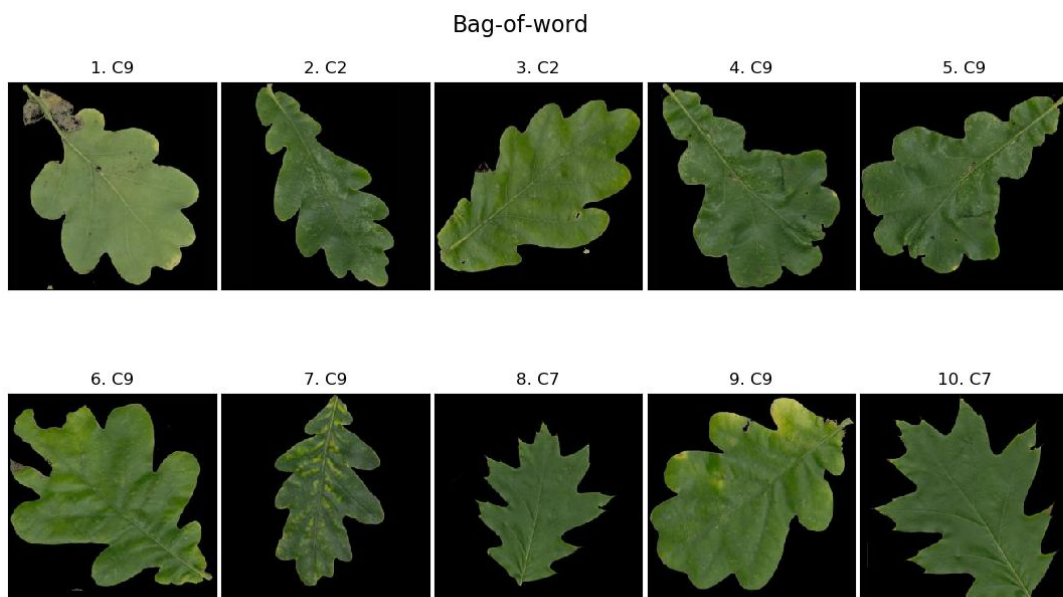 Bag-of-word
1. C9
2. C2
3. C2
4. C9
5. C9
6. C9
7. C9
8. C7
9. C9
10. C7